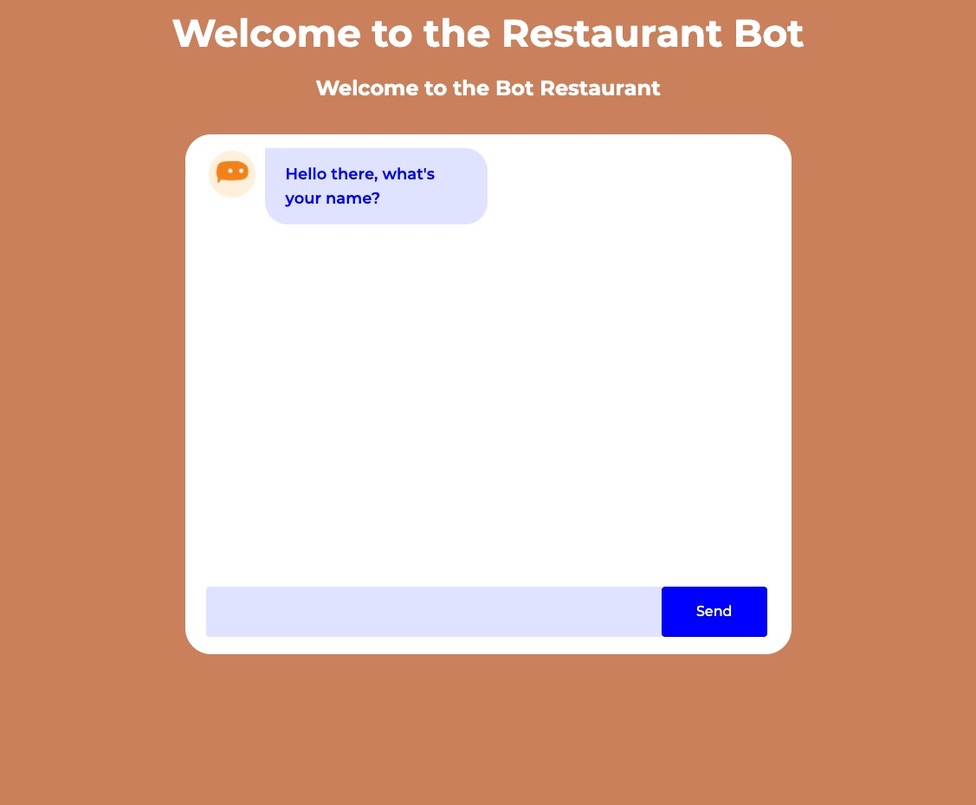 Welcome to the Restaurant Bot
Welcome to the Bot Restaurant
Hello there, what's
your name?
Send